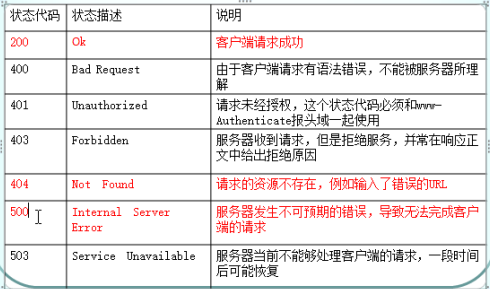 状态代码 状态描述 说明
200 Ok 客户端请求成功
400 Bad Request 由于客户端请求有语法错误，不能被服务器所理
解
401 Unauthorized 请求未经授权，这个状态代码必须和www-
Authenticate报头域一起使用
403 Forbidden 服务器收到请求，但是拒绝服务，并常在响应正
文中给出拒绝原因
404 Not Found 请求的资源不存在，例如输入了错误的URL
500 Internal Server 服务器发生不可预期的错误，导致无法完成客户
Error 端的请求
503 Service Unavailable 服务器当前不能够处理客户端的请求，一段时间
后可能恢复